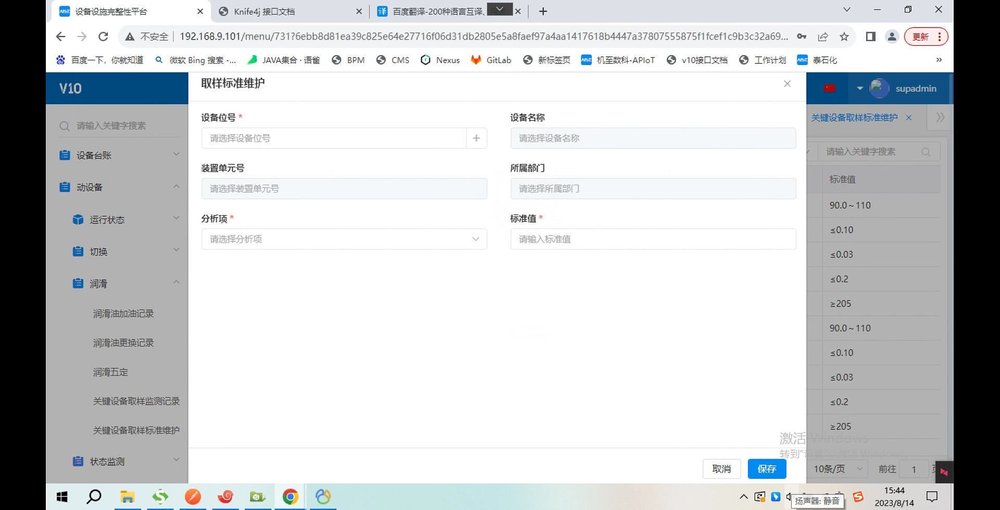 设备设施完整性平台
Knife4j 接口文档
百度翻译-200种语言互译、
不安全
192.168.9.101/menu/731?6ebb8d81ea39c825e64e27716f06d31db2805e5a8faef97a4aa1417618b4447a37807555875f1fcef1c9b3c32a69...
更新
百度一下，你就知道
微软 Bing 搜索 -...
JAVA集合 · 语雀
BPM
CMS
Nexus
GitLab
新标签页
机至数科-APIoT
v10接口文档
工作计划
泰石化
V10
取样标准维护
supadmin
请输入关键字搜索
设备台账
动设备
运行状态
切换
润滑
润滑油加油记录
润滑油更换记录
润滑五定
关键设备取样监测记录
关键设备取样标准维护
状态监测
设备位号 *
请选择设备位号
设备名称
请选择设备名称
装置单元号
请选择装置单元号
所属部门
请选择所属部门
分析项 *
请选择分析项
标准值 *
请输入标准值
取消
保存
关键设备取样标准维护
请输入关键字搜索
标准值
90.0～110
≤0.10
≤0.03
≤0.2
≥205
90.0～110
≤0.10
≤0.03
≤0.2
≥205
激活 Windows
转到"设置"以激活 Windows。
10条/页
前往
1
扬声器: 静音
15:44
2023/8/14